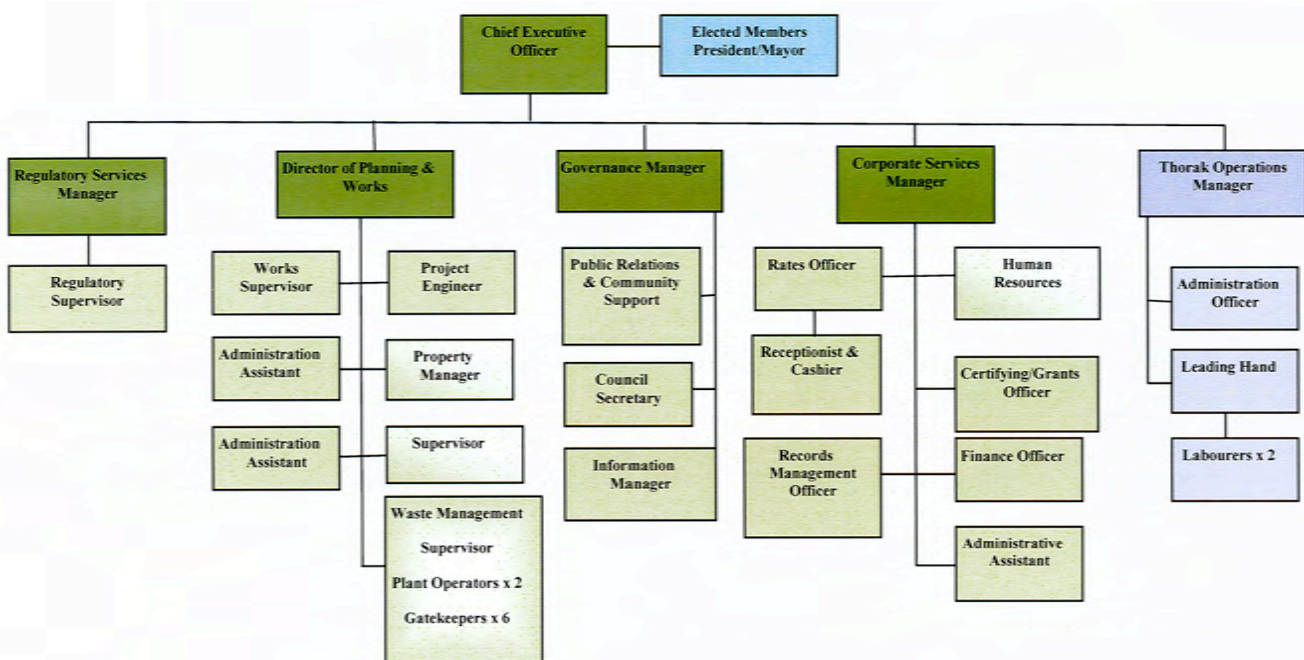 Chief Executive
Officer
Elected Members
President/Mayor
Regulatory Services
Manager
Director of Planning &
Works
Governance Manager
Corporate Services
Manager
Thorak Operations
Manager
Regulatory
Supervisor
Works
Supervisor
Project
Engineer
Administration
Assistant
Property
Manager
Administration
Assistant
Supervisor
Waste Management
Supervisor
Plant Operators x 2
Gatekeepers x 6
Public Relations
& Community
Support
Council
Secretary
Information
Manager
Rates Officer
Human
Resources
Receptionist &
Cashier
Certifying/Grants
Officer
Records
Management
Officer
Finance Officer
Administrative
Assistant
Administration
Officer
Leading Hand
Labourers x 2